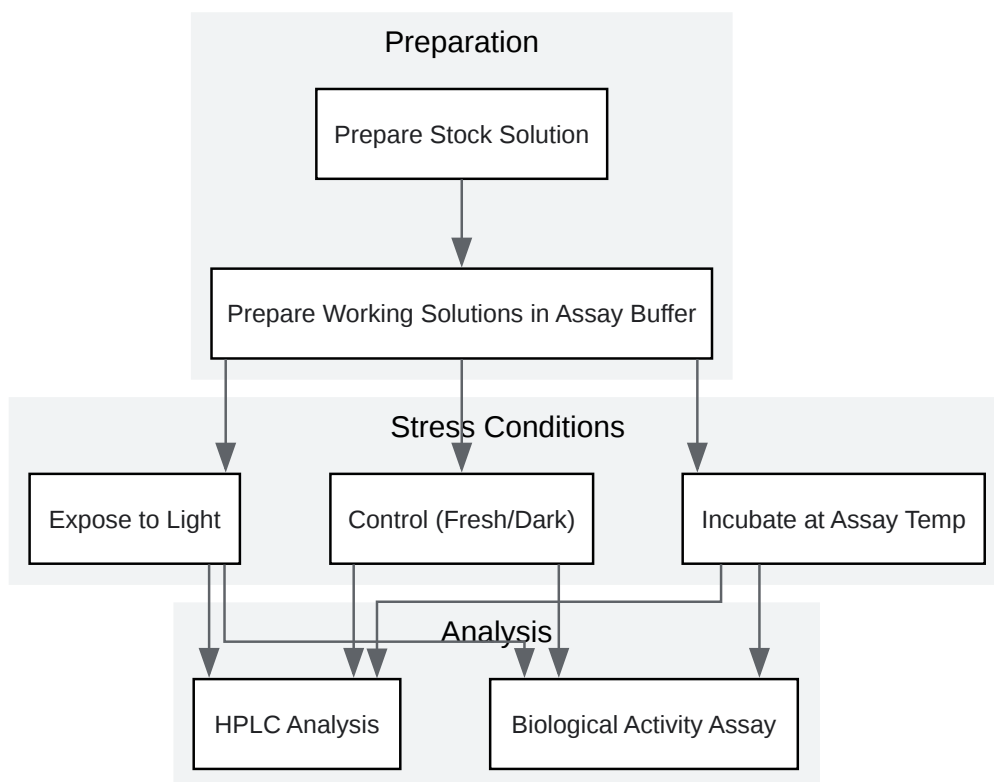 Preparation
Prepare Stock Solution
Prepare Working Solutions in Assay Buffer
Stress Conditions
Expose to Light
Control (Fresh/Dark)
Incubate at Assay Temp
Analysis
HPLC Analysis
Biological Activity Assay